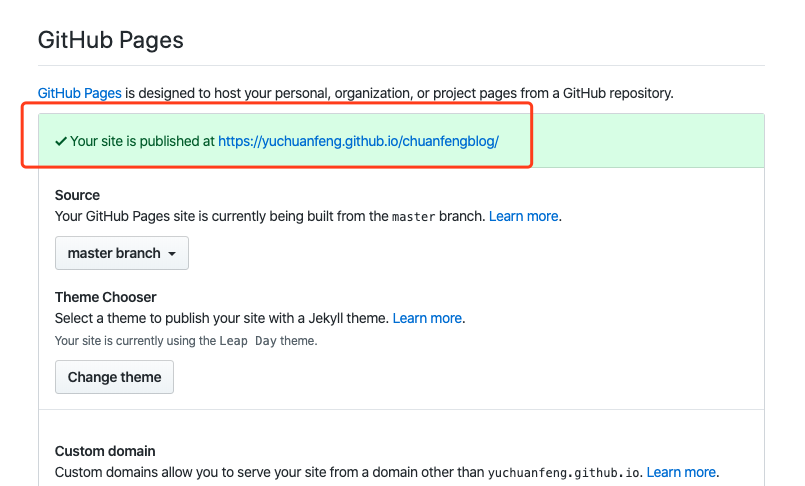 GitHub Pages
GitHub Pages is designed to host your personal, organization, or project pages from a GitHub repository.
✓ Your site is published at https://yuchuanfeng.github.io/chuanfengblog/
Source
Your GitHub Pages site is currently being built from the master branch. Learn more.
master branch
Theme Chooser
Select a theme to publish your site with a Jekyll theme. Learn more.
Your site is currently using the Leap Day theme.
Change theme
Custom domain
Custom domains allow you to serve your site from a domain other than yuchuanfeng.github.io. Learn more.